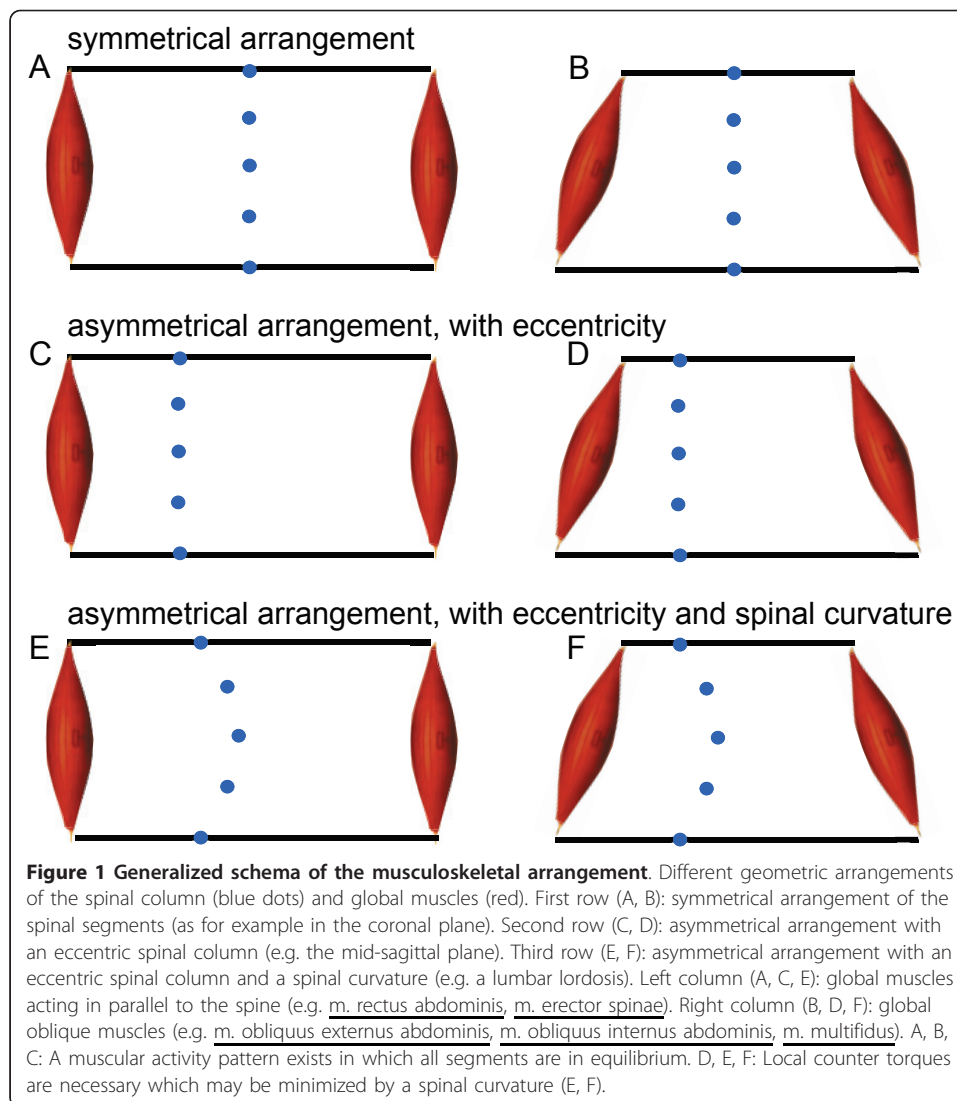 symmetrical arrangement
A
B
asymmetrical arrangement, with eccentricity
C
D
asymmetrical arrangement, with eccentricity and spinal curvature
E
F
Figure 1 Generalized schema of the musculoskeletal arrangement. Different geometric arrangements
of the spinal column (blue dots) and global muscles (red). First row (A, B): symmetrical arrangement of the
spinal segments (as for example in the coronal plane). Second row (C, D): asymmetrical arrangement with
an eccentric spinal column (e.g. the mid-sagittal plane). Third row (E, F): asymmetrical arrangement with an
eccentric spinal column and a spinal curvature (e.g. a lumbar lordosis). Left column (A, C, E): global muscles
acting in parallel to the spine (e.g. m. rectus abdominis, m. erector spinae). Right column (B, D, F): global
oblique muscles (e.g. m. obliquus externus abdominis, m. obliquus internus abdominis, m. multifidus). A, B,
C: A muscular activity pattern exists in which all segments are in equilibrium. D, E, F: Local counter torques
are necessary which may be minimized by a spinal curvature (E, F).